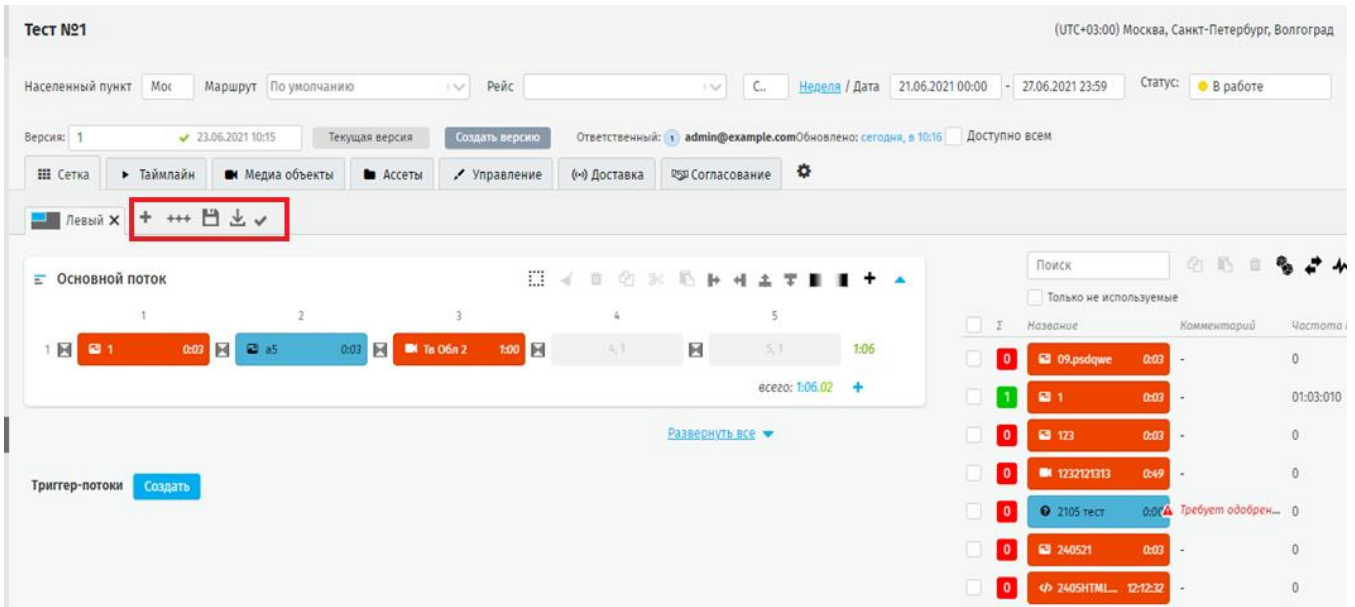 Тест №1 (UTC+03:00) Москва, Санкт-Петербург, Волгоград
Населенный пункт Мос Маршрут По умолчанию Рейс С.. Неделя / Дата 21.06.2021 00:00 - 27.06.2021 23:59 Статус: В работе
Версия: 1 23.06.2021 10:15 Текущая версия Создать версию Ответственный: 1 admin@example.comОбновлено: сегодня, в 10:16 Доступно всем
Сетка Таймлайн Медиа объекты Ассеты Управление Доставка Согласование
Левый
Основной поток
1 2 3 4 5
1 1 0:03 a5 0:03 Тв Обл 2 1:00 4, 1 5, 1 1:06
всего: 1:06.02
Развернуть все
Триггер-потоки Создать
Поиск
Только не используемые
Σ Название Комментарий Частота
0 09.psdqwe 0:03 - 0
1 1 0:03 - 01:03:010
0 123 0:03 - 0
0 1232121313 0:49 - 0
0 2105 тест Требует одобрен... 0
0 240521 0:03 - 0
0 2405HTML... 12:12:32 - 0